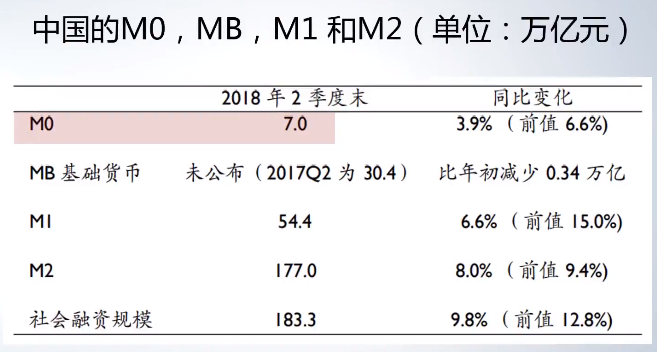 中国的M0，MB，M1 和M2（单位：万亿元）
2018 年 2 季度末 同比变化
M0 7.0 3.9% （前值 6.6%）
MB 基础货币 未公布（2017Q2 为 30.4） 比年初减少 0.34 万亿
M1 54.4 6.6% （前值 15.0%）
M2 177.0 8.0% （前值 9.4%）
社会融资规模 183.3 9.8% （前值 12.8%）